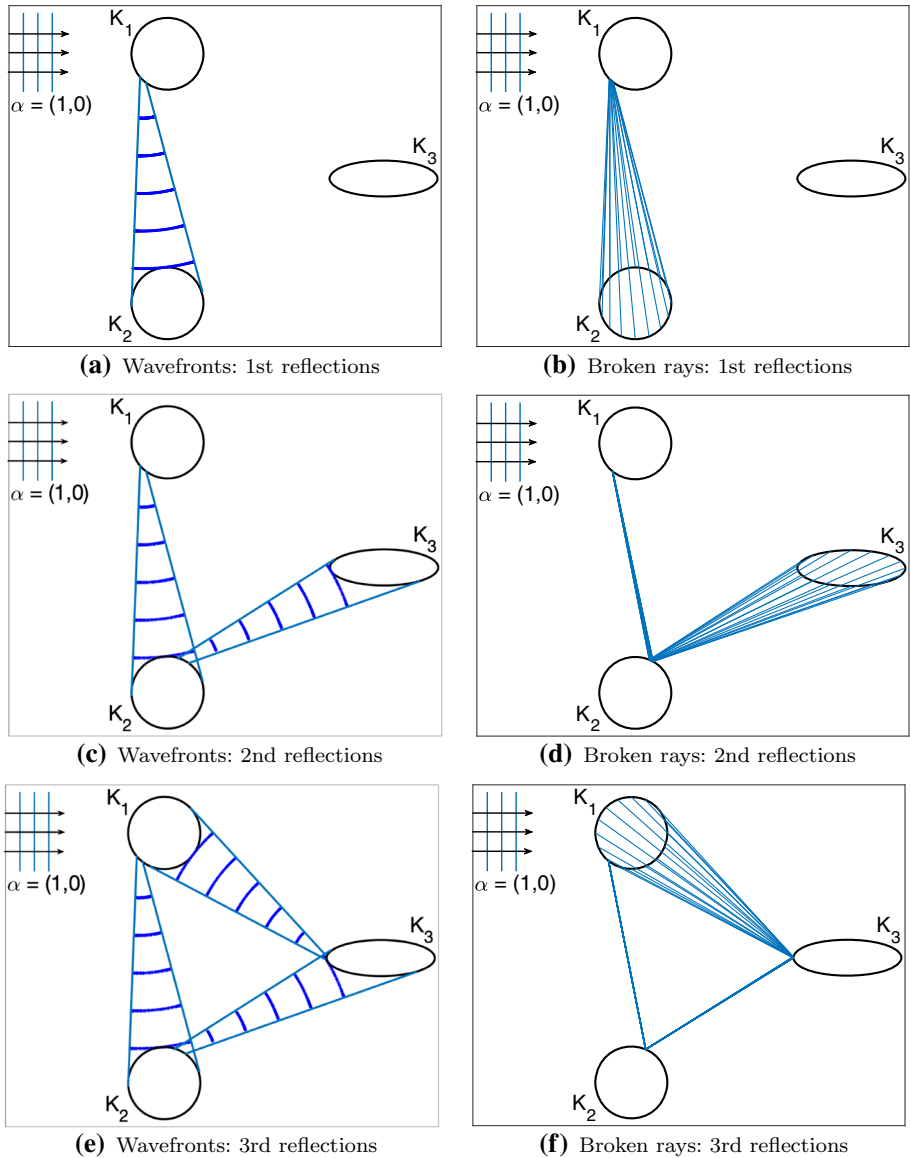 K1
α = (1,0)
K3
K2
(a) Wavefronts: 1st reflections
K1
α = (1,0)
K3
K2
(b) Broken rays: 1st reflections
K1
α = (1,0)
K3
K2
(c) Wavefronts: 2nd reflections
K1
α = (1,0)
K3
K2
(d) Broken rays: 2nd reflections
K1
α = (1,0)
K3
K2
(e) Wavefronts: 3rd reflections
K1
α = (1,0)
K3
K2
(f) Broken rays: 3rd reflections